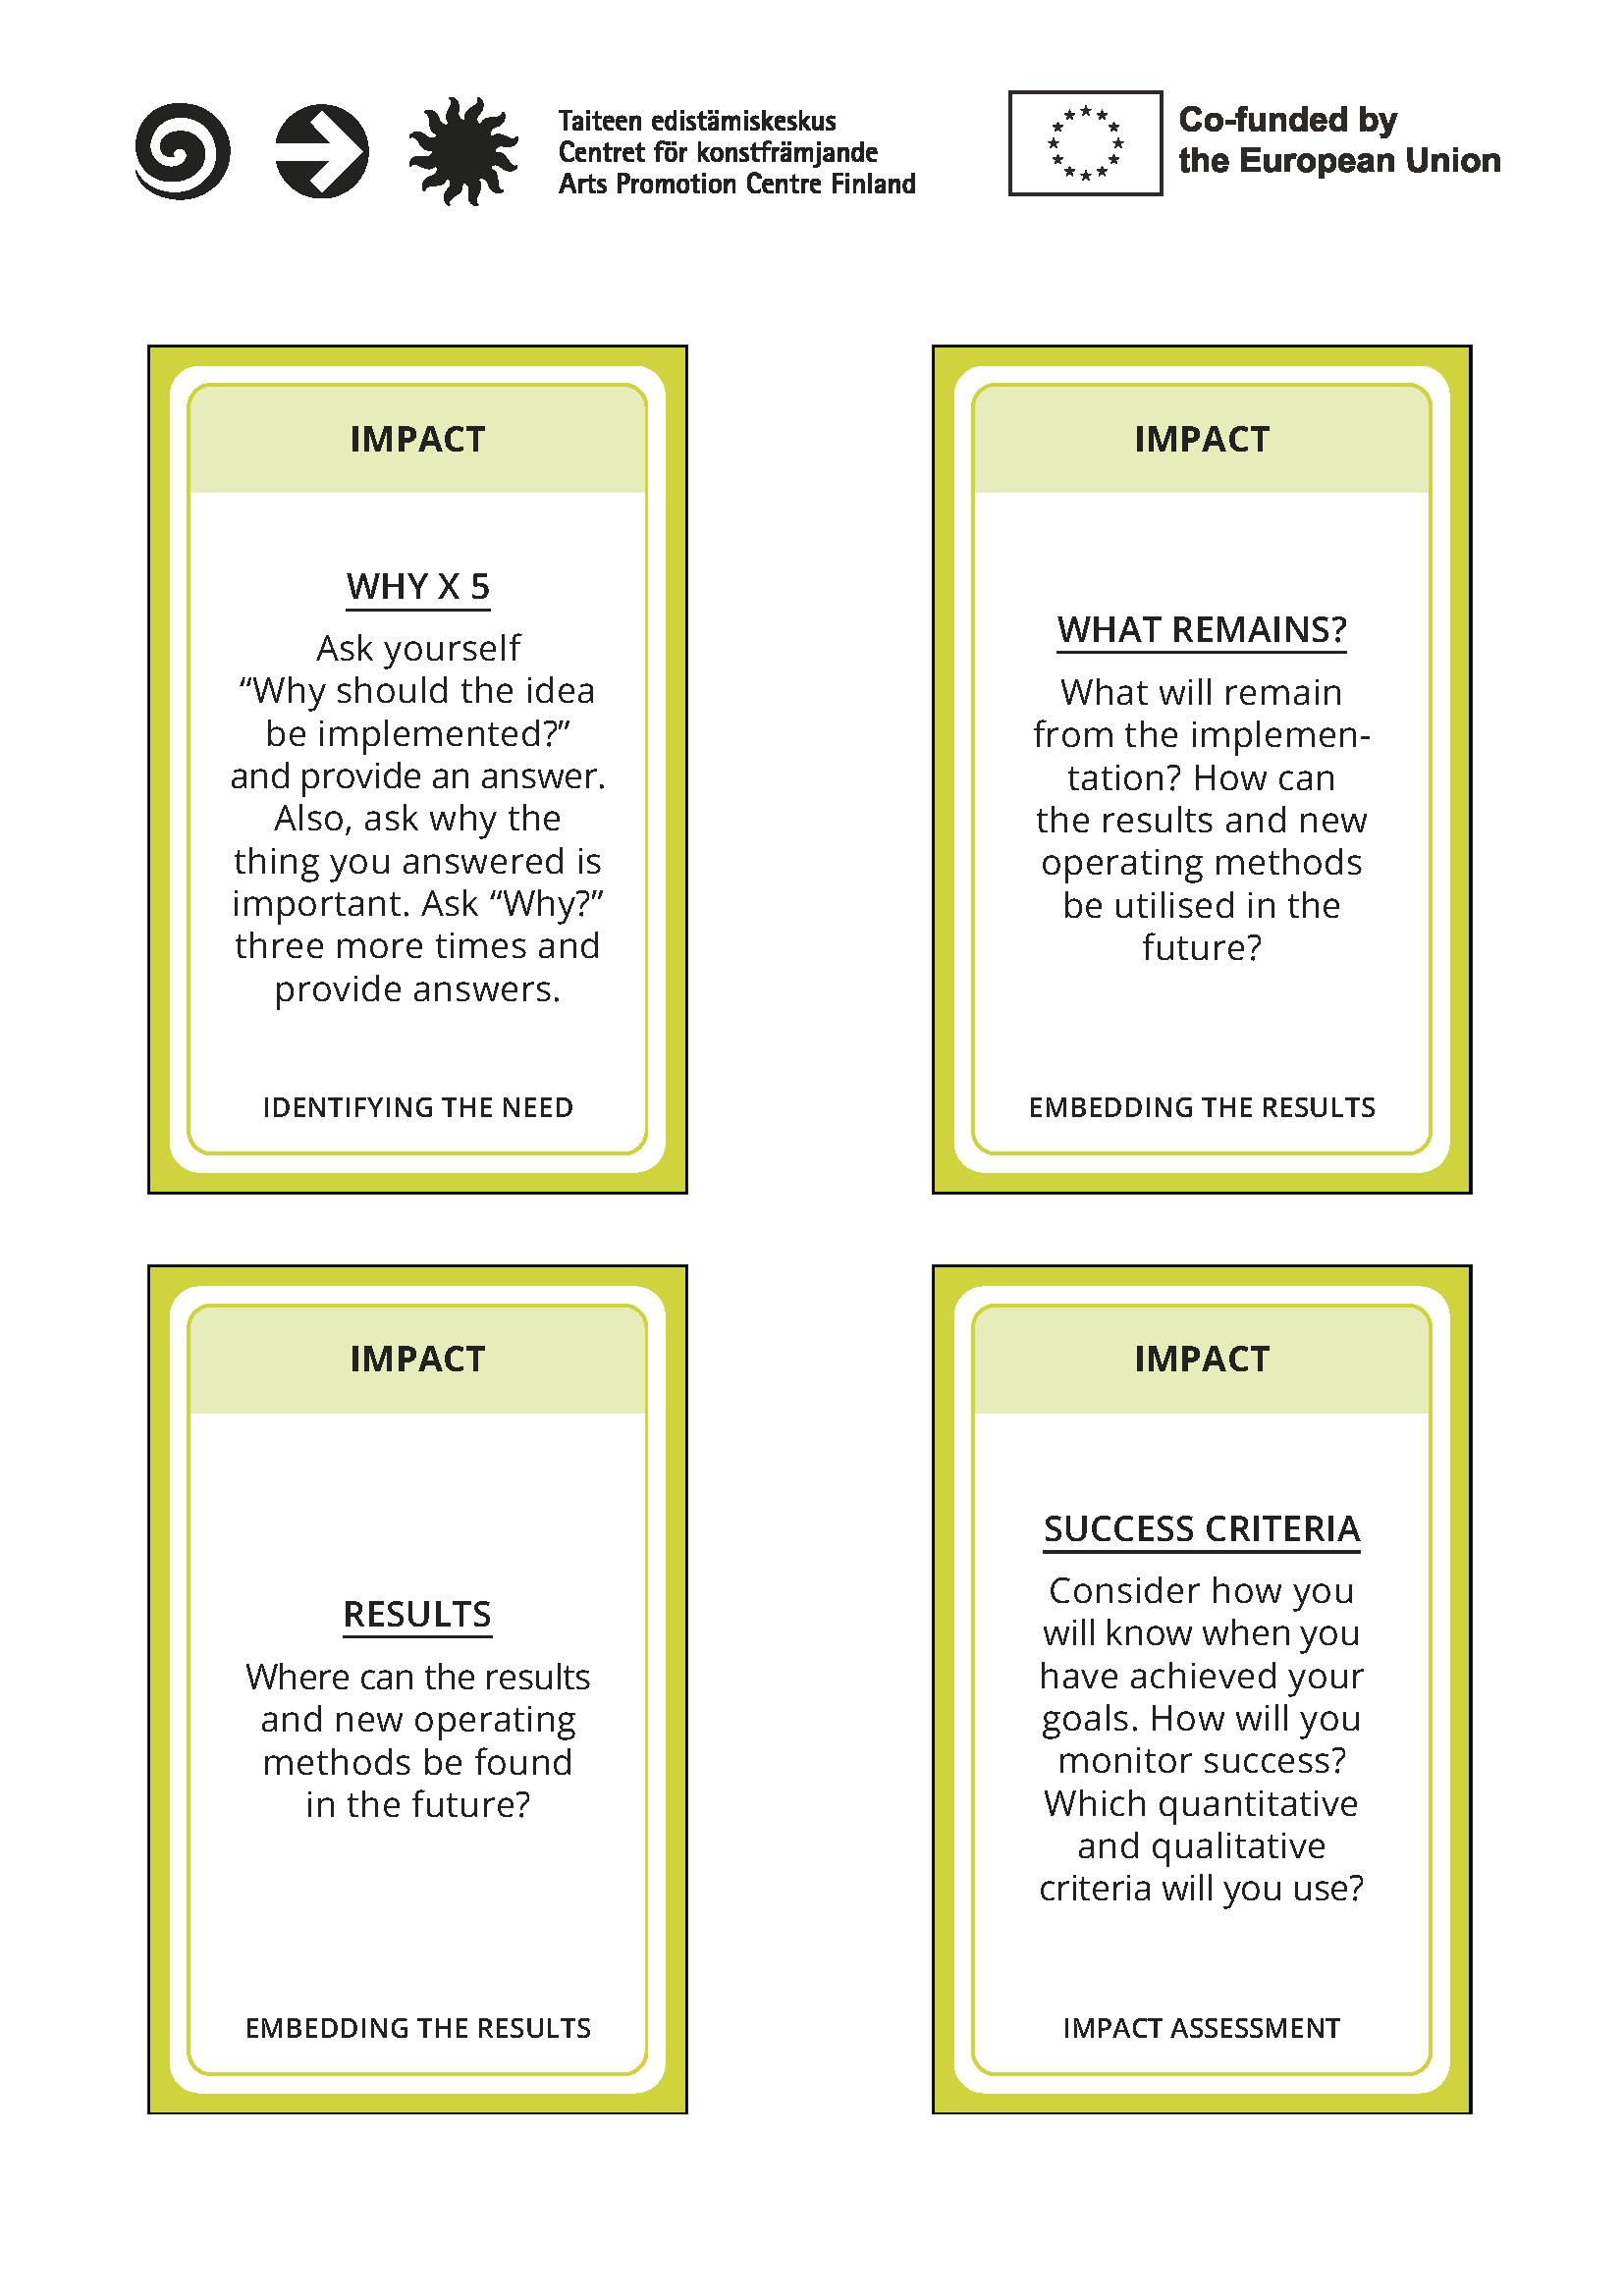 Taiteen edistämiskeskus
Centret för konstfrämjande
Arts Promotion Centre Finland
Co-funded by
the European Union
IMPACT
WHY X 5
Ask yourself
“Why should the idea
be implemented?”
and provide an answer.
Also, ask why the
thing you answered is
important. Ask “Why?”
three more times and
provide answers.
IDENTIFYING THE NEED
IMPACT
WHAT REMAINS?
What will remain
from the implemen-
tation? How can
the results and new
operating methods
be utilised in the
future?
EMBEDDING THE RESULTS
IMPACT
RESULTS
Where can the results
and new operating
methods be found
in the future?
EMBEDDING THE RESULTS
IMPACT
SUCCESS CRITERIA
Consider how you
will know when you
have achieved your
goals. How will you
monitor success?
Which quantitative
and qualitative
criteria will you use?
IMPACT ASSESSMENT